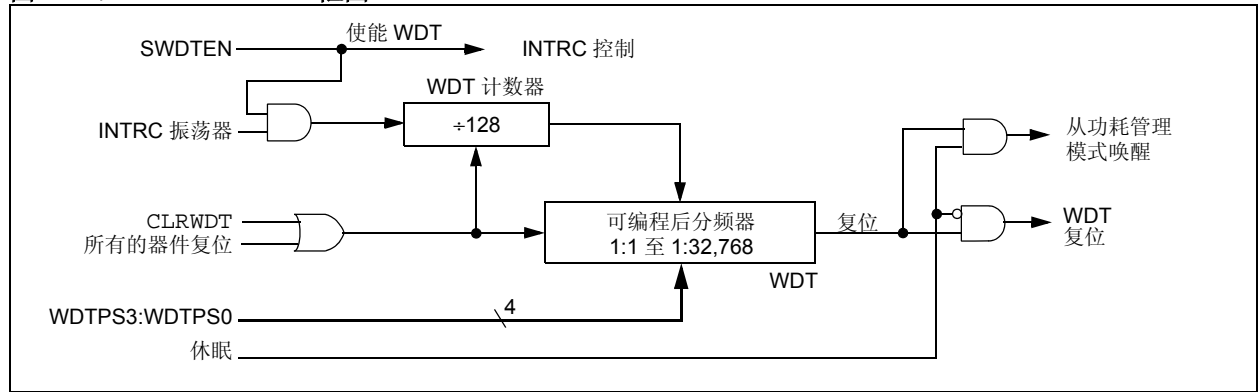 SWDTEN
使能 WDT
INTRC 控制
WDT 计数器
INTRC 振荡器
÷128
从功耗管理
模式唤醒
CLRWDT
所有的器件复位
可编程后分频器
1:1 至 1:32,768
复位
WDT
复位
WDT
WDTPS3:WDTPS0
4
休眠